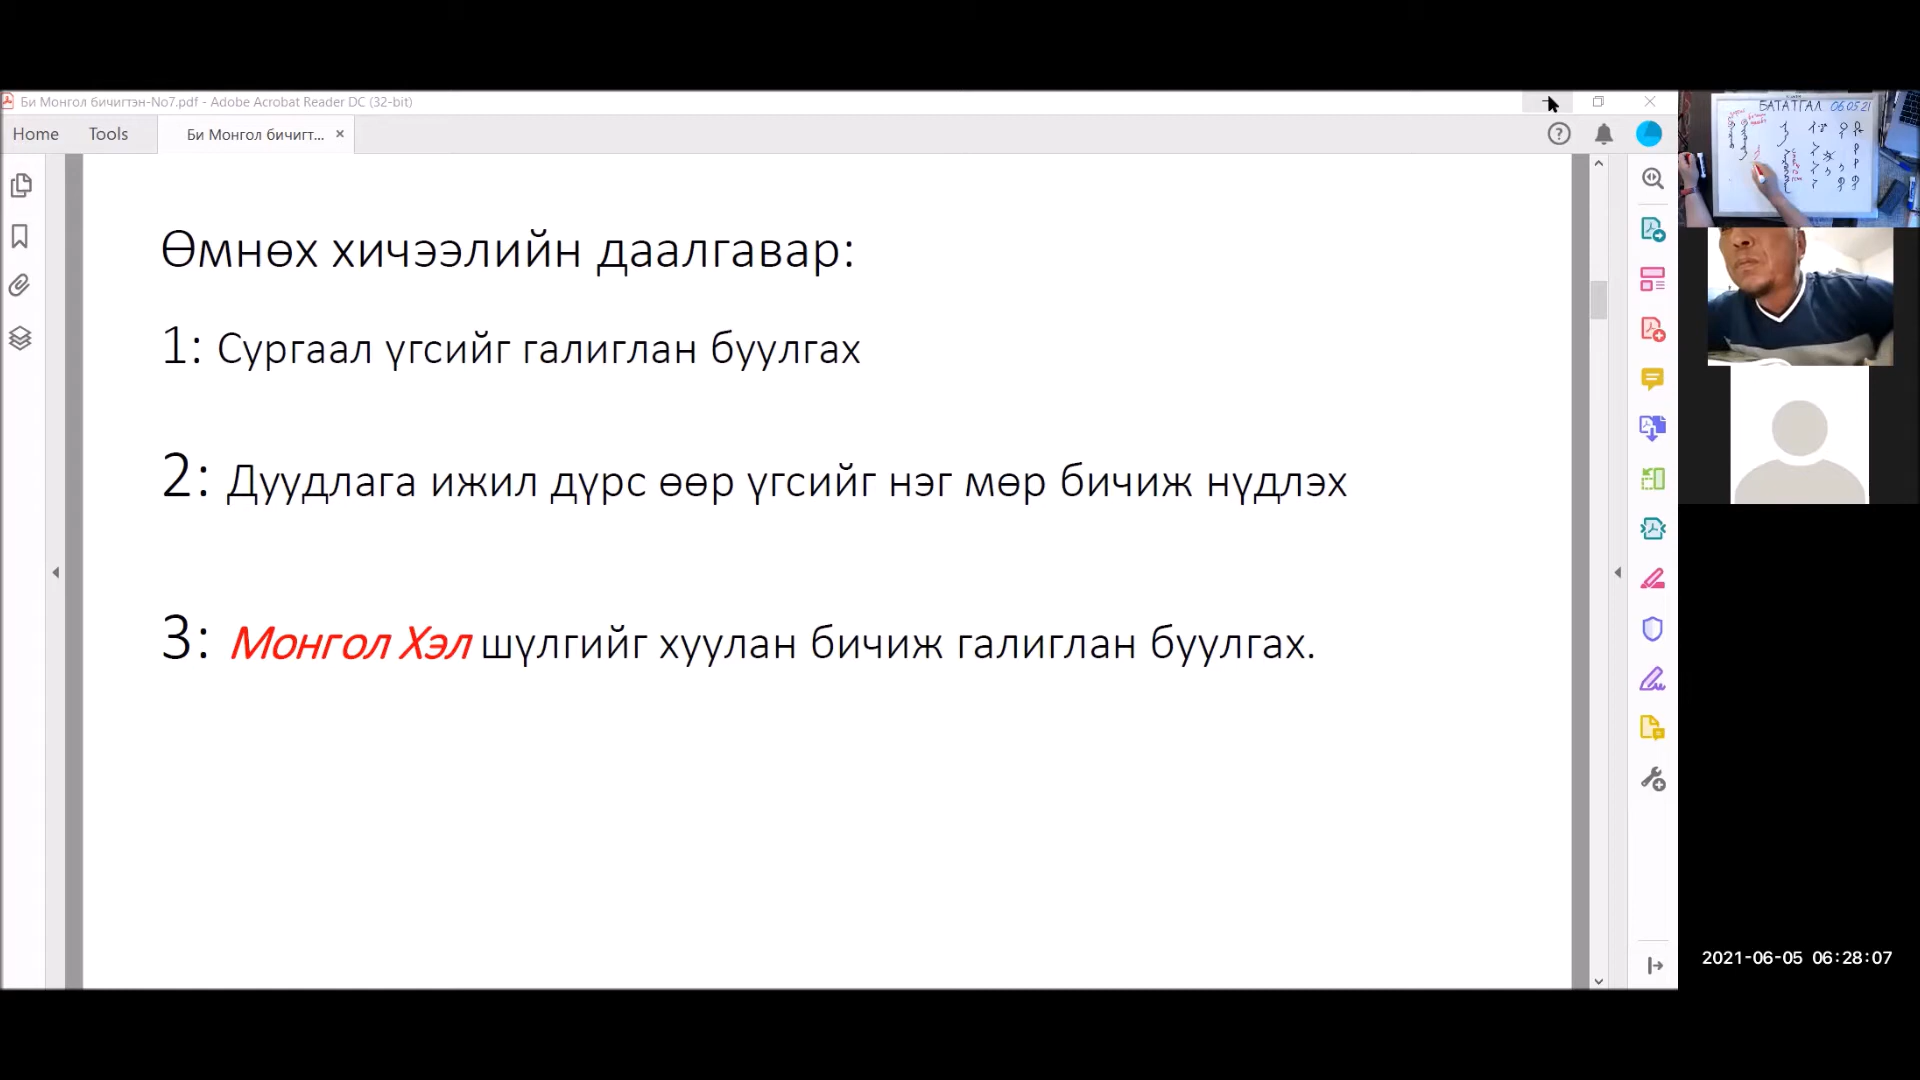 Би Монгол бичигтэн-No7.pdf - Adobe Acrobat Reader DC (32-bit)
Home Tools Би Монгол бичигт... ×
БАТАТГАЛ 06.05.21
Өмнөх хичээлийн даалгавар:
1: Сургаал үгсийг галиглан буулгах
2: Дуудлага ижил дүрс өөр үгсийг нэг мөр бичиж нүдлэх
3: Монгол Хэл шүлгийг хуулан бичиж галиглан буулгах.
2021-06-05 06:28:07